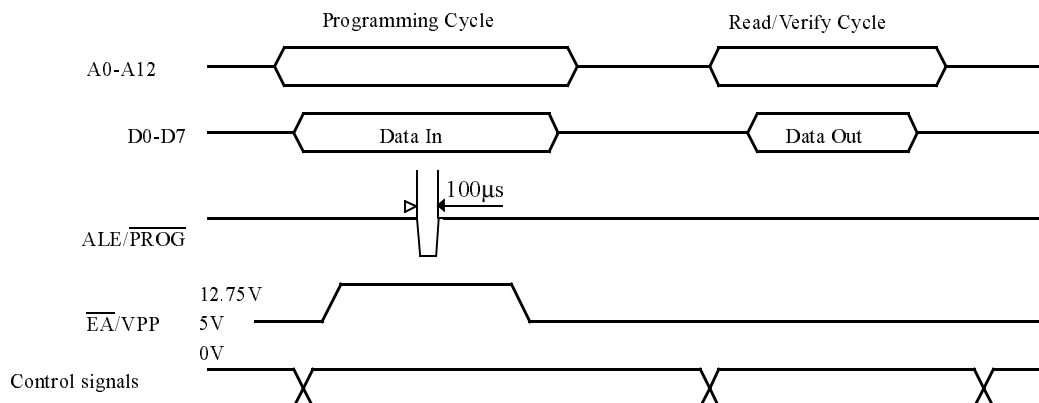 Programming Cycle Read/Verify Cycle
A0-A12
D0-D7 Data In Data Out
100μs
ALE/PROG
12.75V
EA/VPP 5V
0V
Control signals